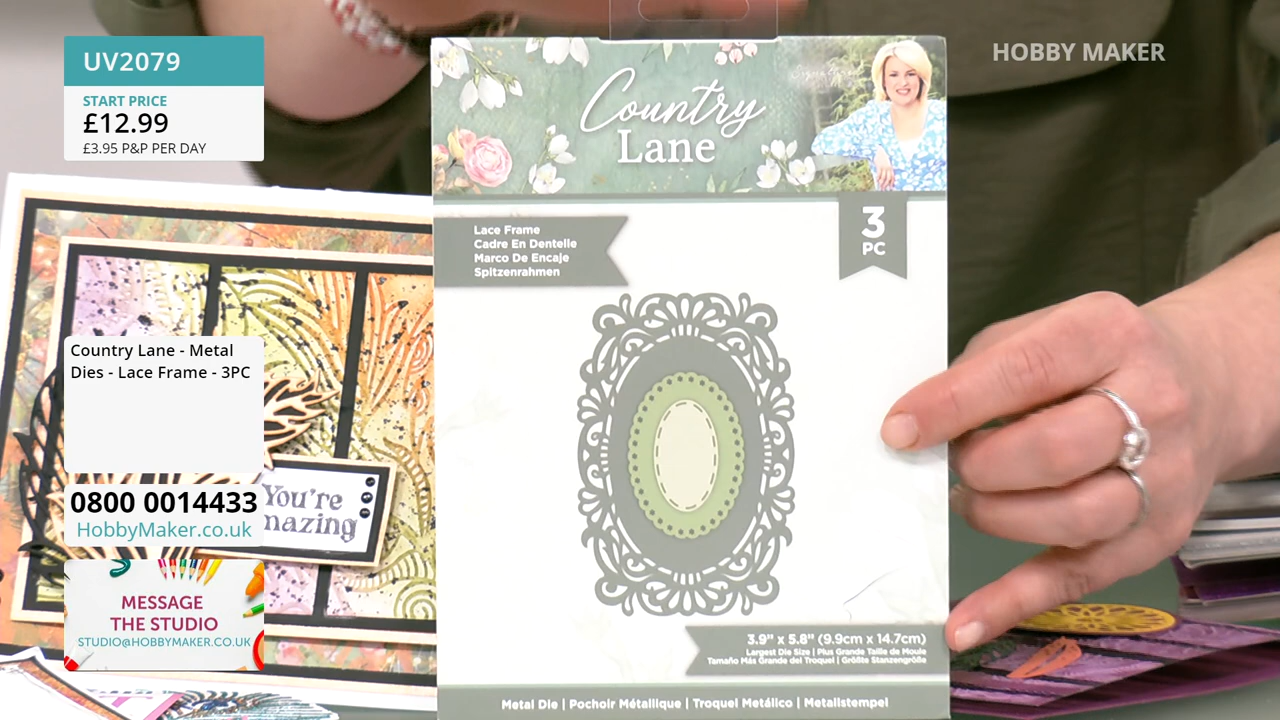 UV2079
START PRICE
£12.99
£3.95 P&P PER DAY
HOBBY MAKER
Country
Lane
3
PC
Lace Frame
Cadre En Dentelle
Marco De Encaje
Spitzenrahmen
Country Lane - Metal
Dies - Lace Frame - 3PC
0800 0014433
HobbyMaker.co.uk
You're
mazing
MESSAGE
THE STUDIO
STUDIO@HOBBYMAKER.CO.UK
3.9" x 5.8" (9.9cm x 14.7cm)
Largest Die Size | Plus Grande Taille de Moule
Tamaño Más Grande del Troquel | Größte Stanzengröße
Metal Die | Pochoir Métallique | Troquel Metálico | Metallstempel